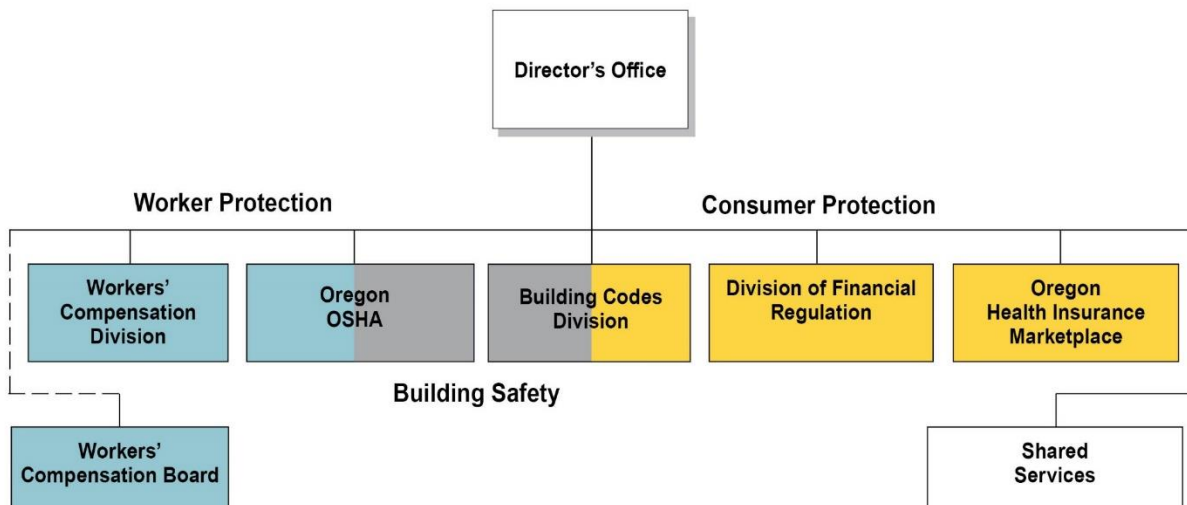 Director’s Office
Worker Protection
Consumer Protection
Workers’
Compensation
Division
Oregon
OSHA
Building Codes
Division
Division of Financial
Regulation
Oregon
Health Insurance
Marketplace
Building Safety
Workers’
Compensation Board
Shared
Services